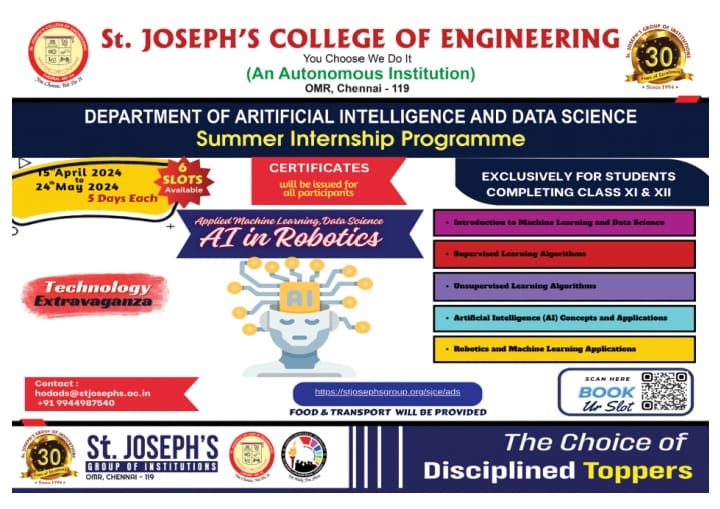 St. JOSEPH'S COLLEGE OF ENGINEERING
You Choose We Do It
(An Autonomous Institution)
OMR, Chennai - 119
30
Years of Excellence
• Since 1994 •
DEPARTMENT OF ARITIFICIAL INTELLIGENCE AND DATA SCIENCE
Summer Internship Programme
15th April 2024
to
24th May 2024
5 Days Each
6
SLOTS
Available
CERTIFICATES
will be issued for
all participants
EXCLUSIVELY FOR STUDENTS
COMPLETING CLASS XI & XII
Applied Machine Learning,Data Science
AI in Robotics
• Introduction to Machine Learning and Data Science
• Supervised Learning Algorithms
• Unsupervised Learning Algorithms
• Artificial Intelligence (AI) Concepts and Applications
• Robotics and Machine Learning Applications
Technology
Extravaganza
AI
Contact :
hodads@stjosephs.ac.in
+91 9944987540
https://stjosephsgroup.org/sjce/ads
FOOD & TRANSPORT WILL BE PROVIDED
SCAN HERE
BOOK
Ur Slot
30
St. JOSEPH'S
GROUP OF INSTITUTIONS
OMR, CHENNAI - 119
The Choice of
Disciplined Toppers